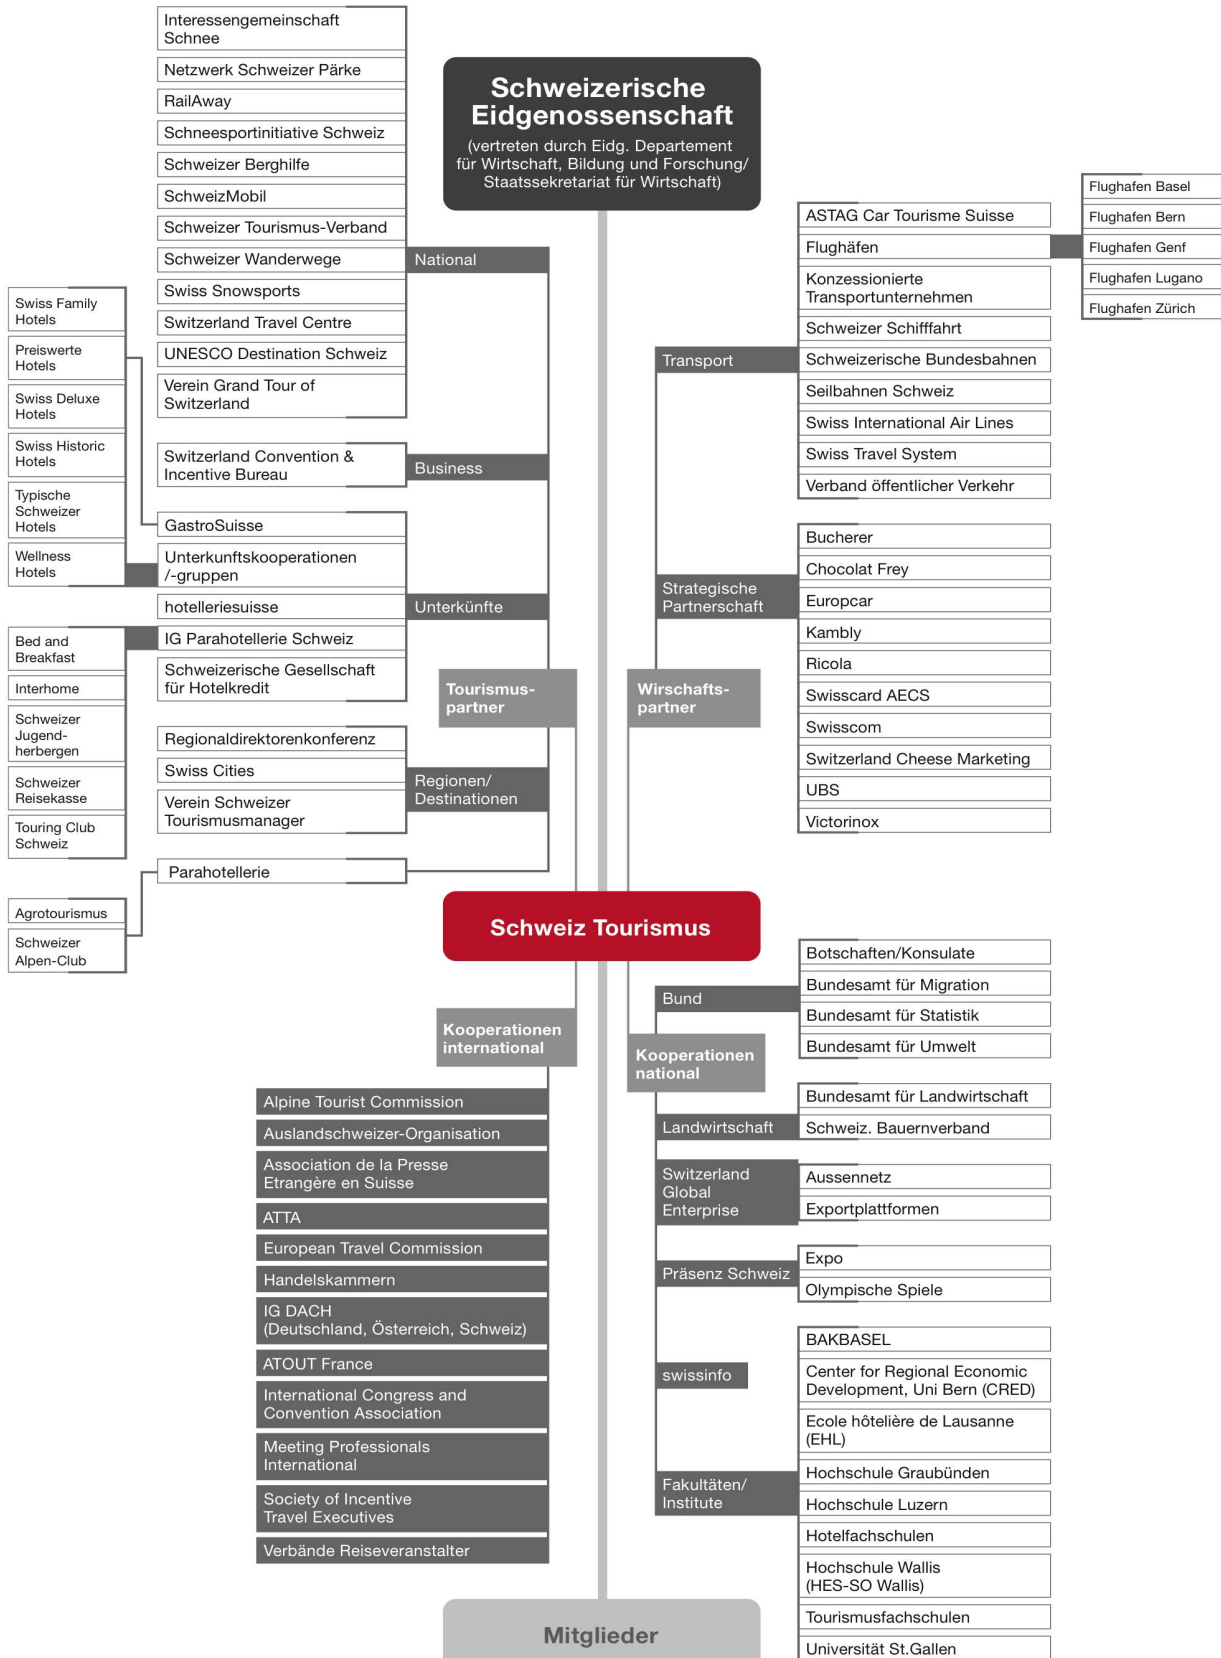 Schweizerische
Eidgenossenschaft
(vertreten durch Eidg. Departement
für Wirtschaft, Bildung und Forschung/
Staatssekretariat für Wirtschaft)
Interessengemeinschaft
Schnee
Netzwerk Schweizer Pärke
RailAway
Schneesportinitiative Schweiz
Schweizer Berghilfe
SchweizMobil
Schweizer Tourismus-Verband
Schweizer Wanderwege
Swiss Snowsports
Switzerland Travel Centre
UNESCO Destination Schweiz
Verein Grand Tour of
Switzerland
National
Switzerland Convention &
Incentive Bureau
Business
Swiss Family
Hotels
Preiswerte
Hotels
Swiss Deluxe
Hotels
Swiss Historic
Hotels
Typische
Schweizer
Hotels
Wellness
Hotels
GastroSuisse
Unterkunftskooperationen
/-gruppen
hotelleriesuisse
IG Parahotellerie Schweiz
Schweizerische Gesellschaft
für Hotelkredit
Unterkünfte
Bed and
Breakfast
Interhome
Schweizer
Jugend-
herbergen
Schweizer
Reisekasse
Touring Club
Schweiz
Regionaldirektorenkonferenz
Swiss Cities
Verein Schweizer
Tourismusmanager
Regionen/
Destinationen
Parahotellerie
Agrotourismus
Schweizer
Alpen-Club
Tourismus-
partner
Wirschafts-
partner
Transport
ASTAG Car Tourisme Suisse
Flughäfen
Konzessionierte
Transportunternehmen
Schweizer Schifffahrt
Schweizerische Bundesbahnen
Seilbahnen Schweiz
Swiss International Air Lines
Swiss Travel System
Verband öffentlicher Verkehr
Flughafen Basel
Flughafen Bern
Flughafen Genf
Flughafen Lugano
Flughafen Zürich
Strategische
Partnerschaft
Bucherer
Chocolat Frey
Europcar
Kambly
Ricola
Swisscard AECS
Swisscom
Switzerland Cheese Marketing
UBS
Victorinox
Schweiz Tourismus
Kooperationen
international
Alpine Tourist Commission
Auslandschweizer-Organisation
Association de la Presse
Etrangère en Suisse
ATTA
European Travel Commission
Handelskammern
IG DACH
(Deutschland, Österreich, Schweiz)
ATOUT France
International Congress and
Convention Association
Meeting Professionals
International
Society of Incentive
Travel Executives
Verbände Reiseveranstalter
Kooperationen
national
Bund
Botschaften/Konsulate
Bundesamt für Migration
Bundesamt für Statistik
Bundesamt für Umwelt
Landwirtschaft
Bundesamt für Landwirtschaft
Schweiz. Bauernverband
Switzerland
Global
Enterprise
Aussennetz
Exportplattformen
Präsenz Schweiz
Expo
Olympische Spiele
swissinfo
Fakultäten/
Institute
BAKBASEL
Center for Regional Economic
Development, Uni Bern (CRED)
Ecole hôtelière de Lausanne
(EHL)
Hochschule Graubünden
Hochschule Luzern
Hotelfachschulen
Hochschule Wallis
(HES-SO Wallis)
Tourismusfachschulen
Universität St.Gallen
Mitglieder